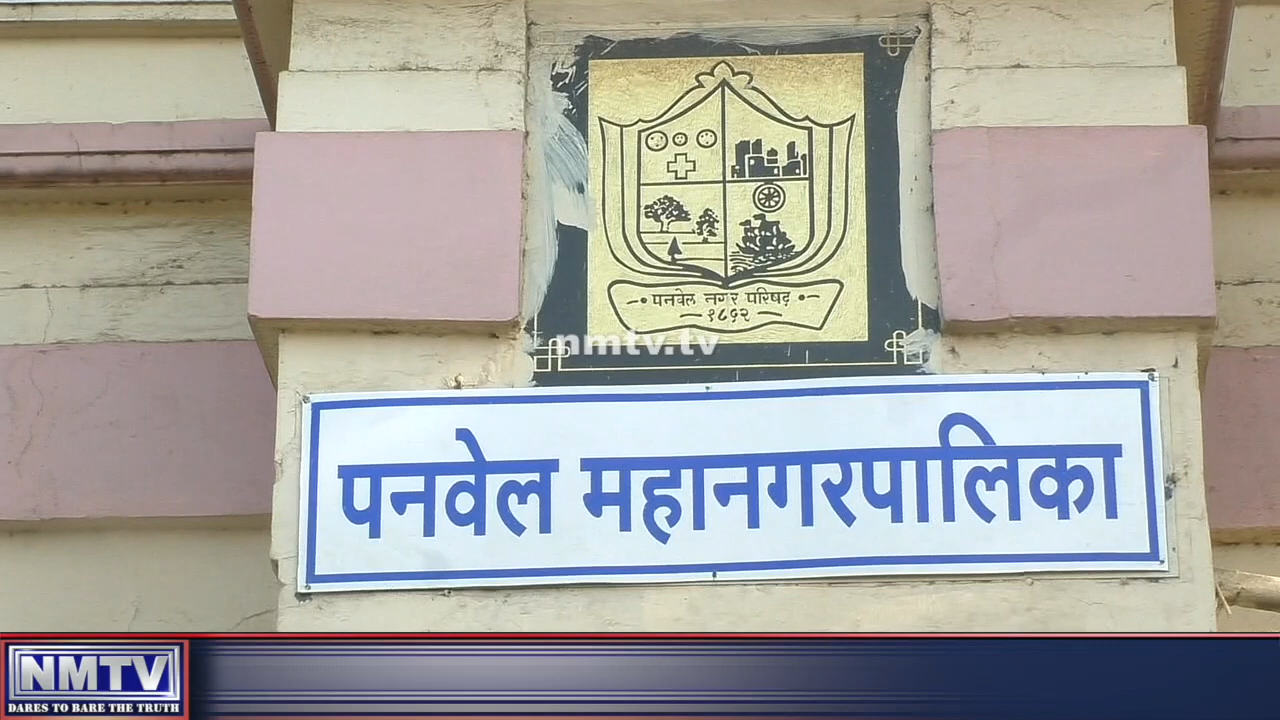 पनवेल नगर परिषद
१८५२
nmtv.tv
पनवेल महानगरपालिका
NMTV
DARES TO BARE THE TRUTH